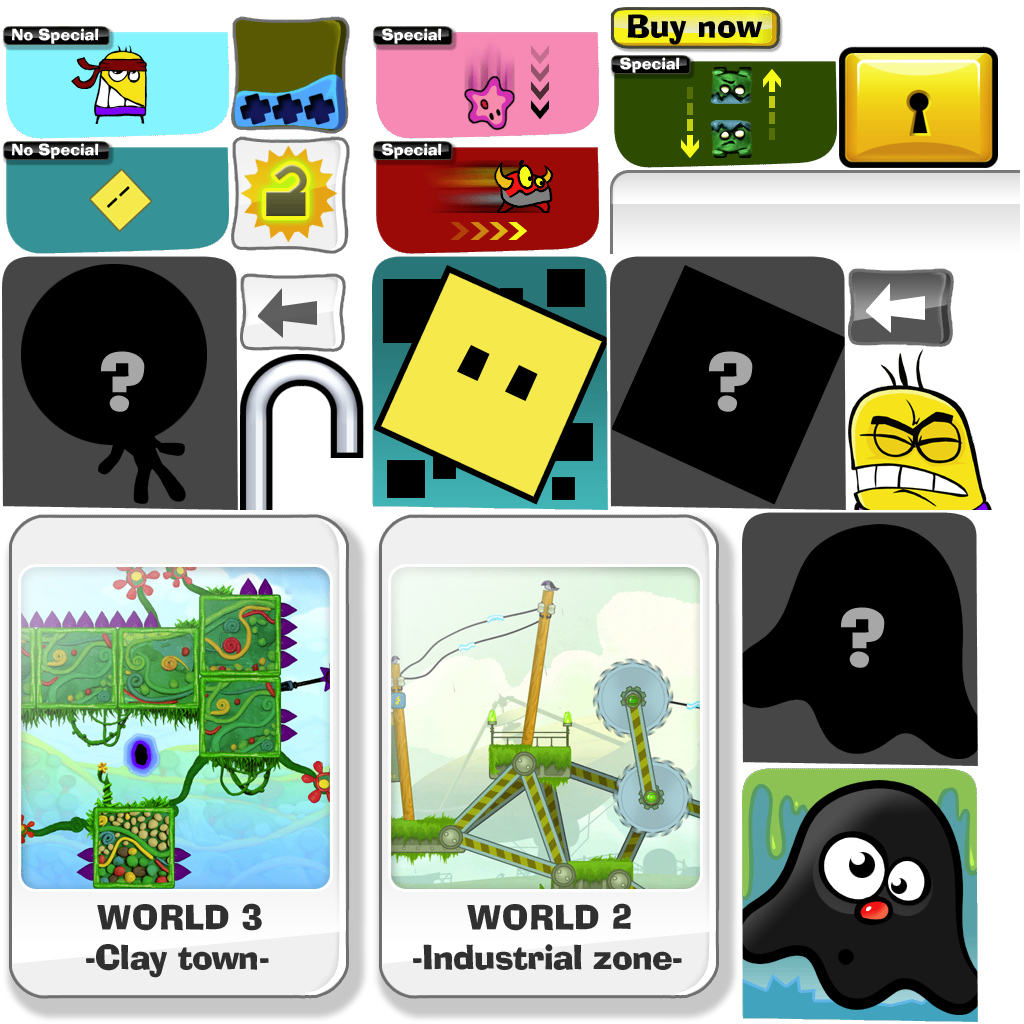 No Special
Special
Buy now
Special
No Special
Special
?
?
?
WORLD 3
-Clay town-
WORLD 2
-Industrial zone-